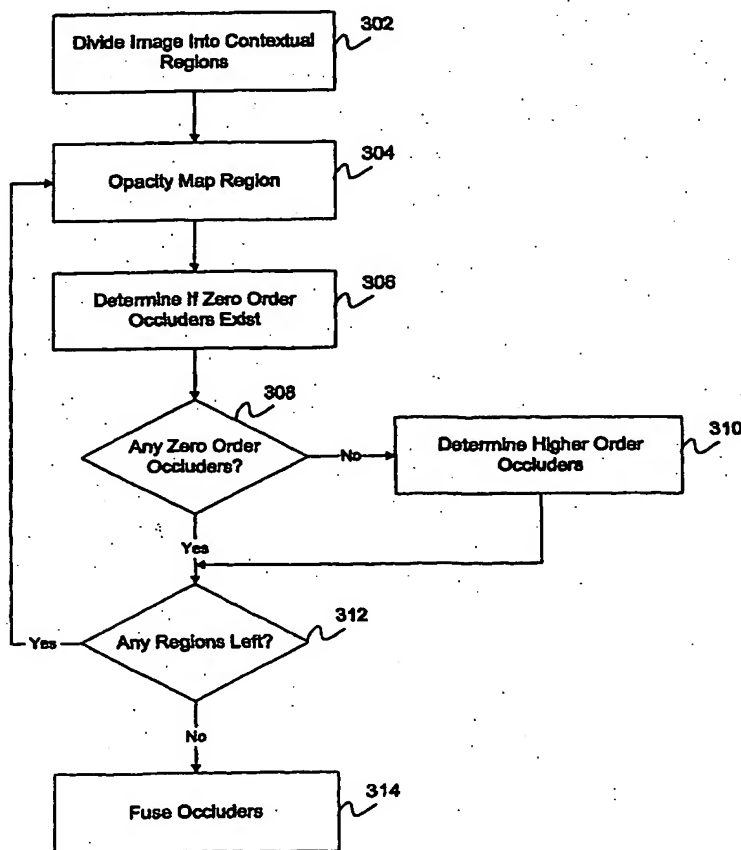 Divide Image Into Contextual
Regions
302
Opacity Map Region
304
Determine If Zero Order
Occluders Exist
306
308
Any Zero Order
Occluders?
No
Determine Higher Order
Occluders
310
Yes
Any Regions Left?
312
Yes
No
Fuse Occluders
314